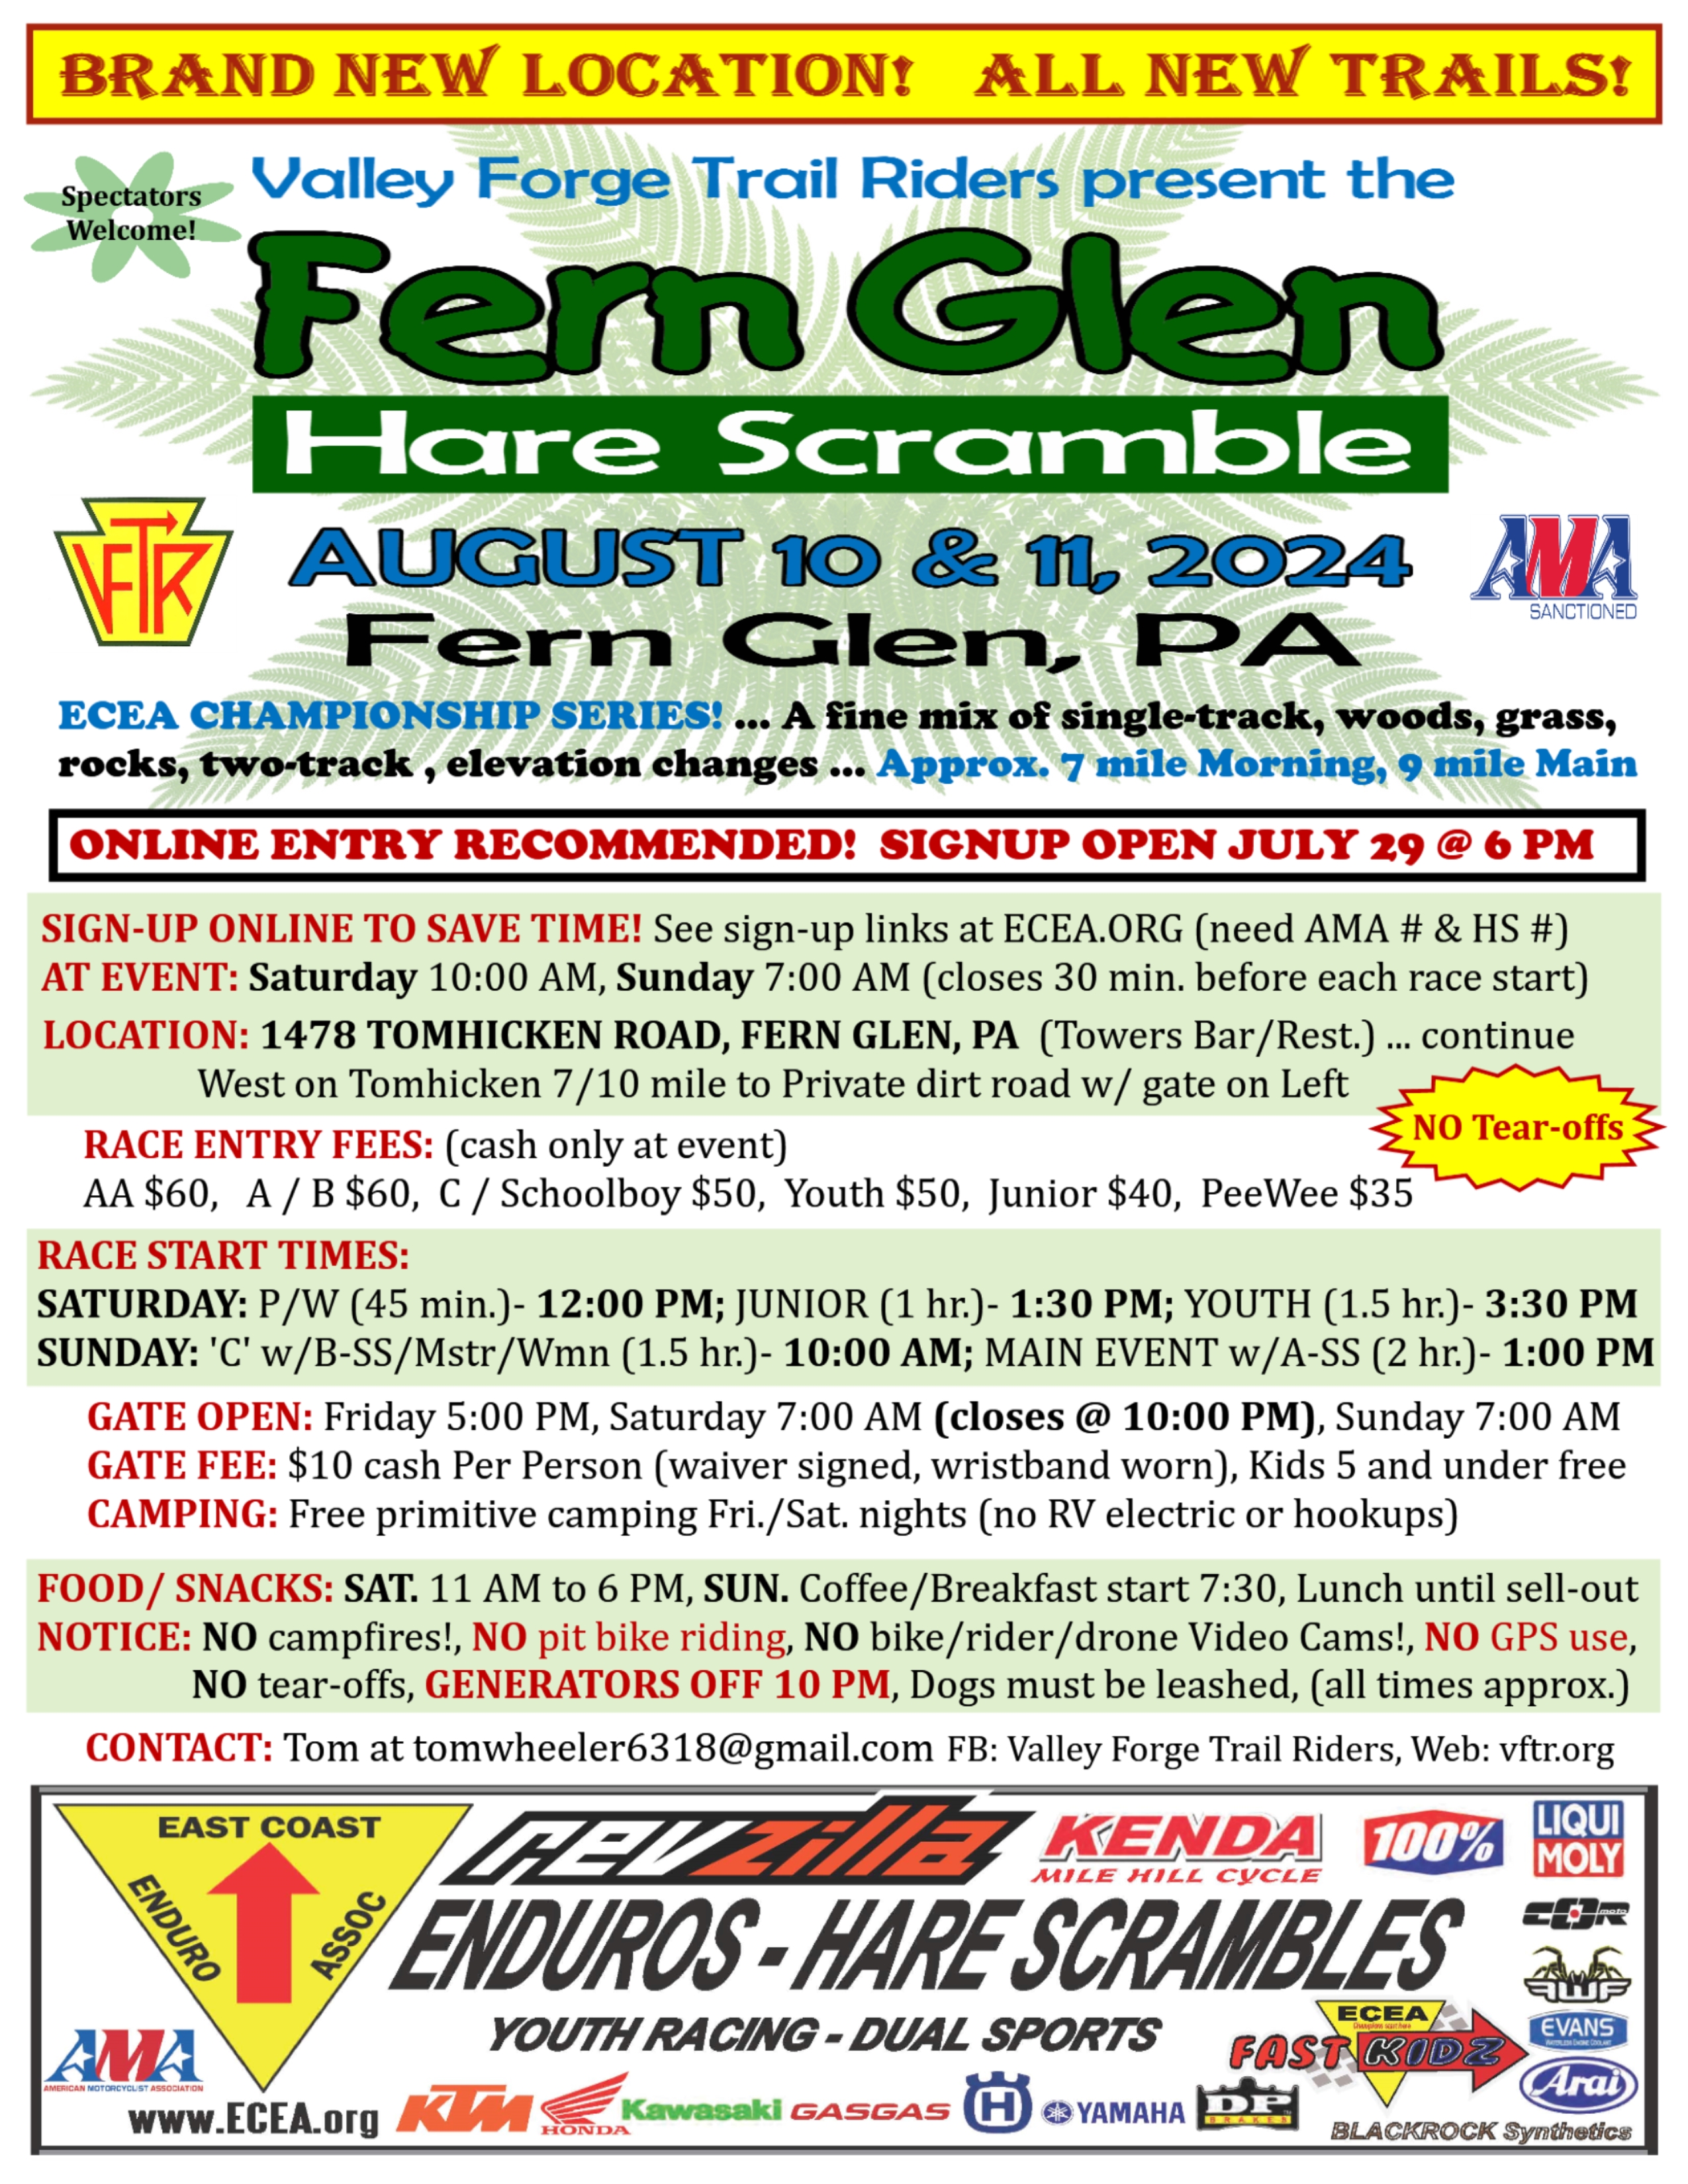 BRAND NEW LOCATION! ALL NEW TRAILS!
Spectators
Welcome!
Valley Forge Trail Riders present the
Fern Glen
Hare Scramble
VFTR
AUGUST 10 & 11, 2024
AMA
SANCTIONED
Fern Glen, PA
ECEA CHAMPIONSHIP SERIES! ... A fine mix of single-track, woods, grass,
rocks, two-track , elevation changes ... Approx. 7 mile Morning, 9 mile Main
ONLINE ENTRY RECOMMENDED! SIGNUP OPEN JULY 29 @ 6 PM
SIGN-UP ONLINE TO SAVE TIME! See sign-up links at ECEA.ORG (need AMA # & HS #)
AT EVENT: Saturday 10:00 AM, Sunday 7:00 AM (closes 30 min. before each race start)
LOCATION: 1478 TOMHICKEN ROAD, FERN GLEN, PA (Towers Bar/Rest.) ... continue
West on Tomhicken 7/10 mile to Private dirt road w/ gate on Left
NO Tear-offs
RACE ENTRY FEES: (cash only at event)
AA $60, A / B $60, C / Schoolboy $50, Youth $50, Junior $40, PeeWee $35
RACE START TIMES:
SATURDAY: P/W (45 min.)- 12:00 PM; JUNIOR (1 hr.)- 1:30 PM; YOUTH (1.5 hr.)- 3:30 PM
SUNDAY: 'C' w/B-SS/Mstr/Wmn (1.5 hr.)- 10:00 AM; MAIN EVENT w/A-SS (2 hr.)- 1:00 PM
GATE OPEN: Friday 5:00 PM, Saturday 7:00 AM (closes @ 10:00 PM), Sunday 7:00 AM
GATE FEE: $10 cash Per Person (waiver signed, wristband worn), Kids 5 and under free
CAMPING: Free primitive camping Fri./Sat. nights (no RV electric or hookups)
FOOD/ SNACKS: SAT. 11 AM to 6 PM, SUN. Coffee/Breakfast start 7:30, Lunch until sell-out
NOTICE: NO campfires!, NO pit bike riding, NO bike/rider/drone Video Cams!, NO GPS use,
NO tear-offs, GENERATORS OFF 10 PM, Dogs must be leashed, (all times approx.)
CONTACT: Tom at tomwheeler6318@gmail.com FB: Valley Forge Trail Riders, Web: vftr.org
EAST COAST
ENDURO
ASSOC
revzilla
KENDA
MILE HILL CYCLE
100%
LIQUI
MOLY
ENDUROS - HARE SCRAMBLES
YOUTH RACING - DUAL SPORTS
ECEA
FAST KIDZ
EVANS
Arai
AMA
AMERICAN MOTORCYCLIST ASSOCIATION
www.ECEA.org
KTM
HONDA
Kawasaki
GASGAS
H
YAMAHA
DP
BRAKES
BLACKROCK Synthetics